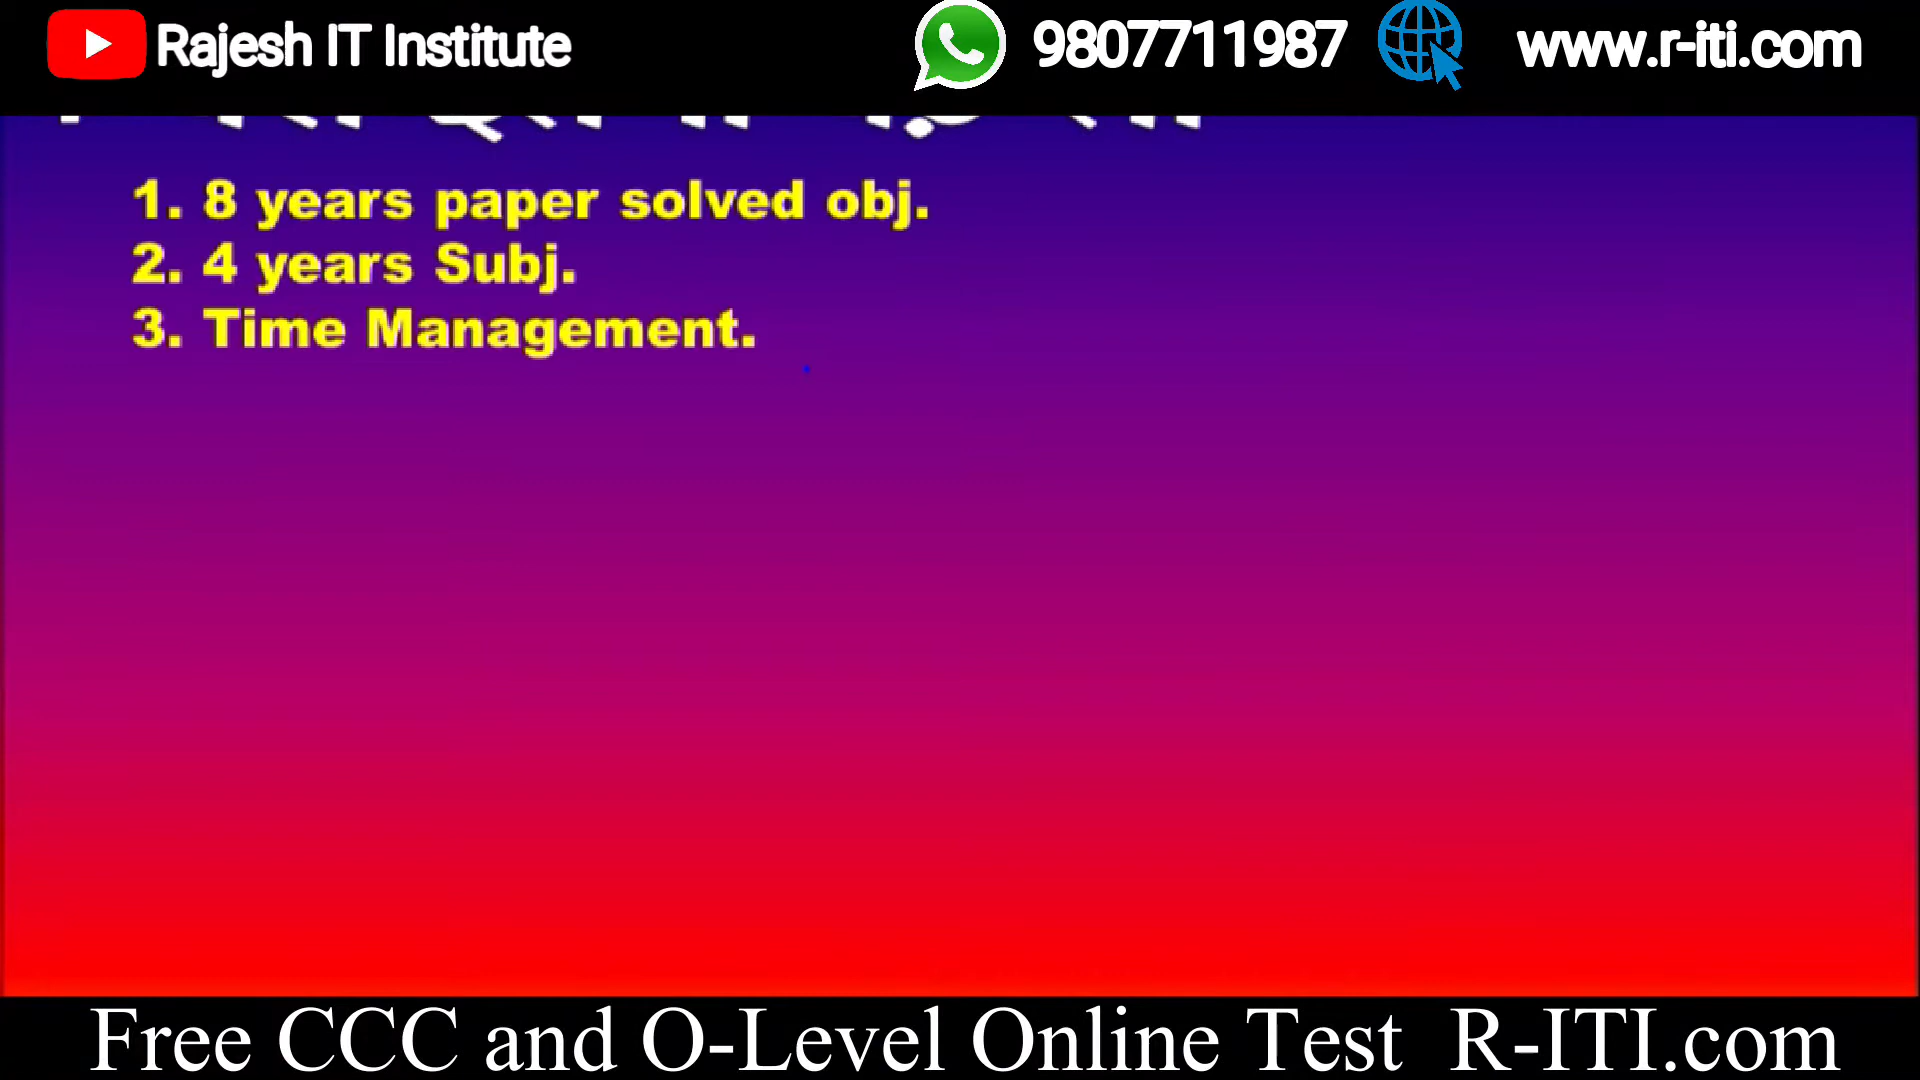 Rajesh IT Institute
9807711987
www.r-iti.com
1. 8 years paper solved obj.
2. 4 years Subj.
3. Time Management.
Free CCC and O-Level Online Test R-ITI.com